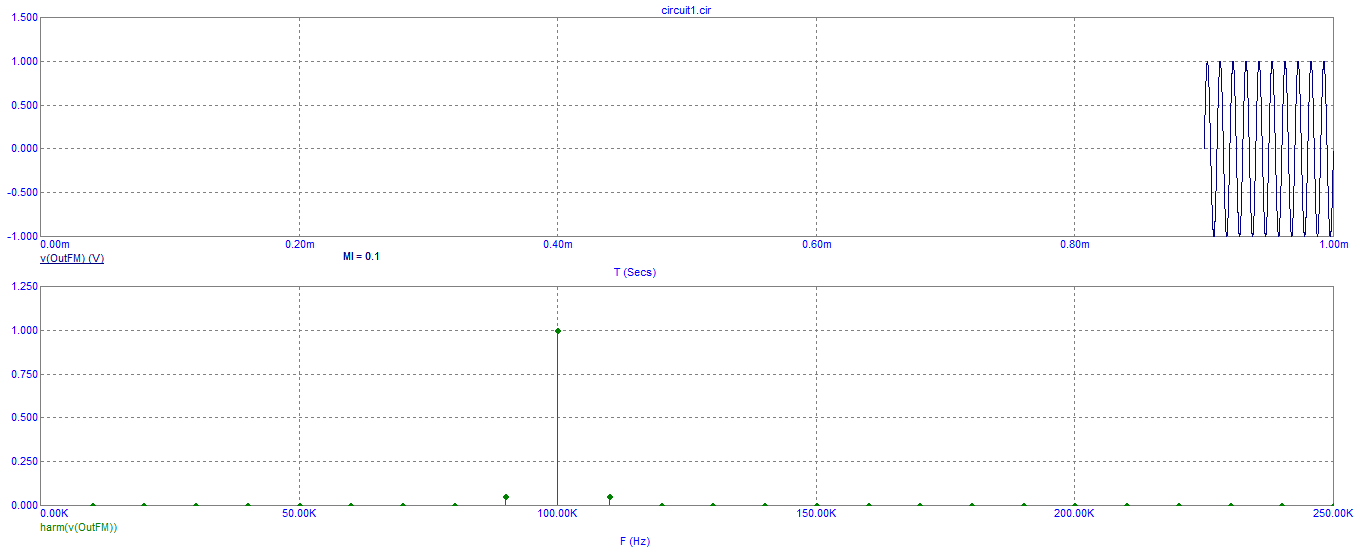 circuit1.cir
1.500
1.000
0.500
0.000
-0.500
-1.000
0.00m 0.20m 0.40m 0.60m 0.80m 1.00m
v(OutFM) (V) MI = 0.1
T (Secs)
1.250
1.000
0.750
0.500
0.250
0.000
0.00K 50.00K 100.00K 150.00K 200.00K 250.00K
harm(v(OutFM))
F (Hz)